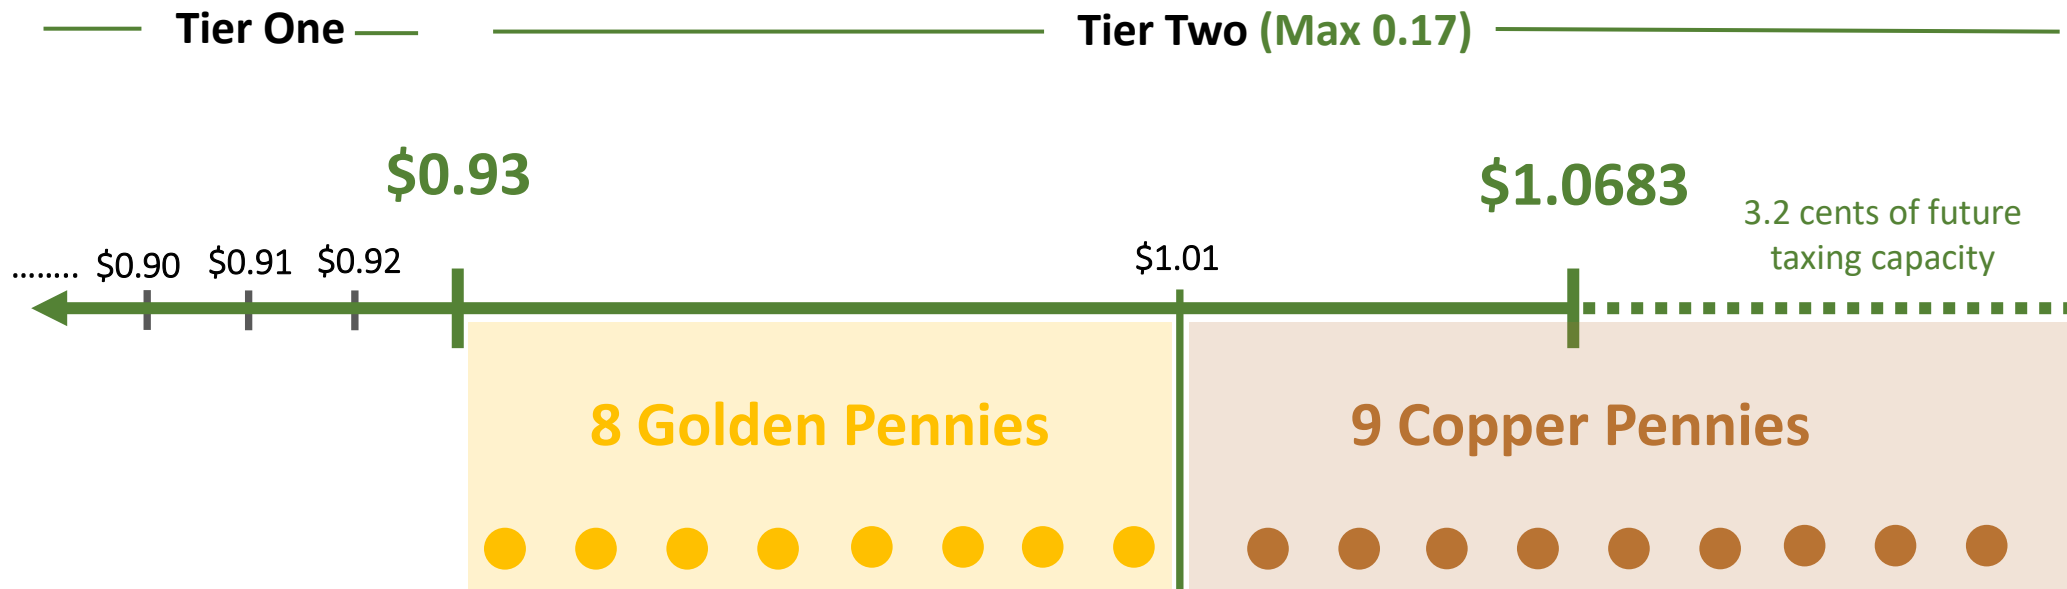 Tier One
Tier Two (Max 0.17)
$0.93
$1.0683
3.2 cents of future
taxing capacity
........ $0.90 $0.91 $0.92
$1.01
8 Golden Pennies
9 Copper Pennies